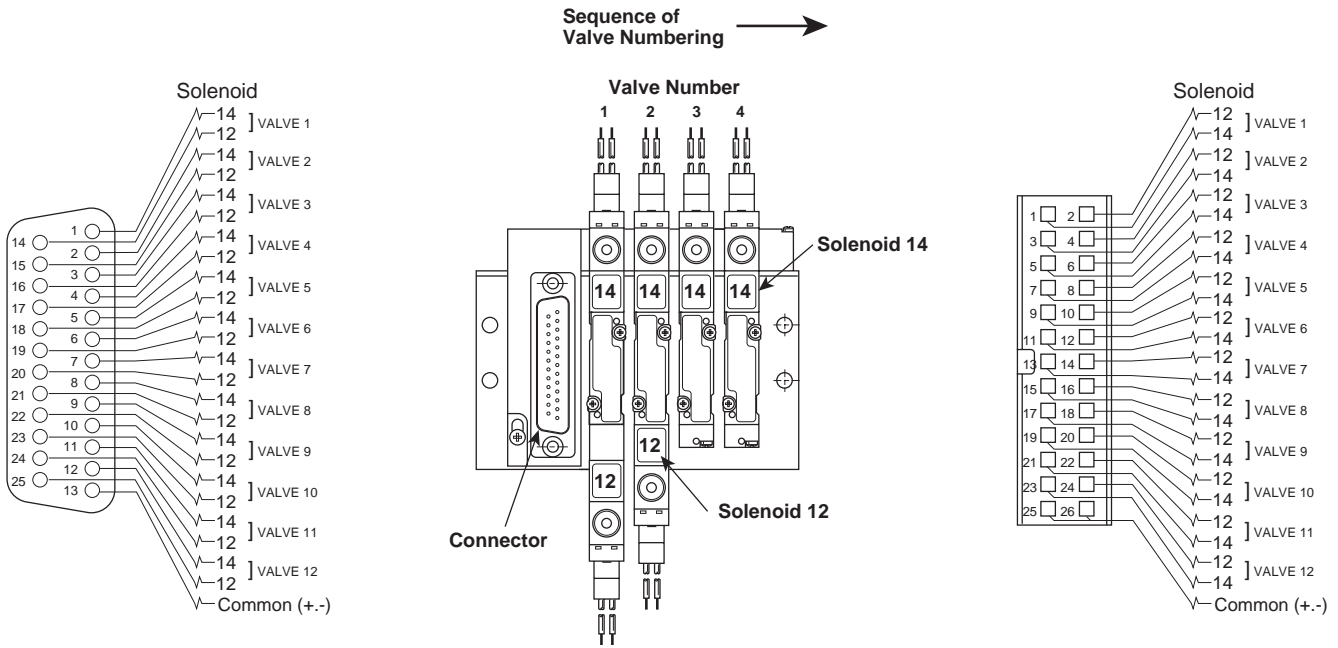 Sequence of
Valve Numbering
Valve Number
1 2 3 4
Solenoid
14
12
] VALVE 1
14
12
] VALVE 2
14
12
] VALVE 3
14
12
] VALVE 4
14
12
] VALVE 5
14
12
] VALVE 6
14
12
] VALVE 7
14
12
] VALVE 8
14
12
] VALVE 9
14
12
] VALVE 10
14
12
] VALVE 11
14
12
] VALVE 12
Common (+.-)
1
14
2
15
3
16
4
17
5
18
6
19
7
20
8
21
9
22
10
23
11
24
12
25
13
14 14 14 14
Solenoid 14
12
12
Solenoid 12
Connector
Solenoid
12
14
] VALVE 1
12
14
] VALVE 2
12
14
] VALVE 3
12
14
] VALVE 4
12
14
] VALVE 5
12
14
] VALVE 6
12
14
] VALVE 7
12
14
] VALVE 8
12
14
] VALVE 9
12
14
] VALVE 10
12
14
] VALVE 11
12
14
] VALVE 12
Common (+.-)
1 2
3 4
5 6
7 8
9 10
11 12
13 14
15 16
17 18
19 20
21 22
23 24
25 26